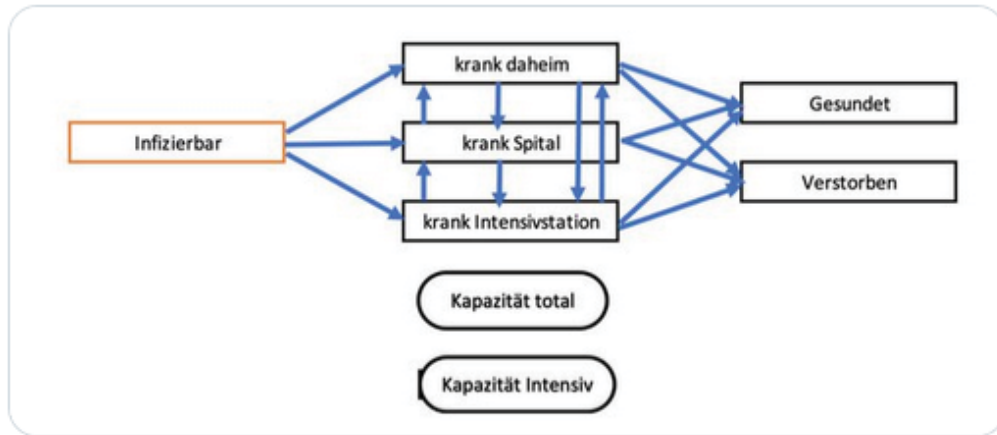 krank daheim
Infizierbar
krank Spital
krank Intensivstation
Gesundet
Verstorben
Kapazität total
Kapazität Intensiv